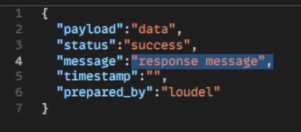 1 {
2 "payload":"data",
3 "status":"success",
4 "message":"response message",
5 "timestamp":"",
6 "prepared_by":"loudel"
7 }